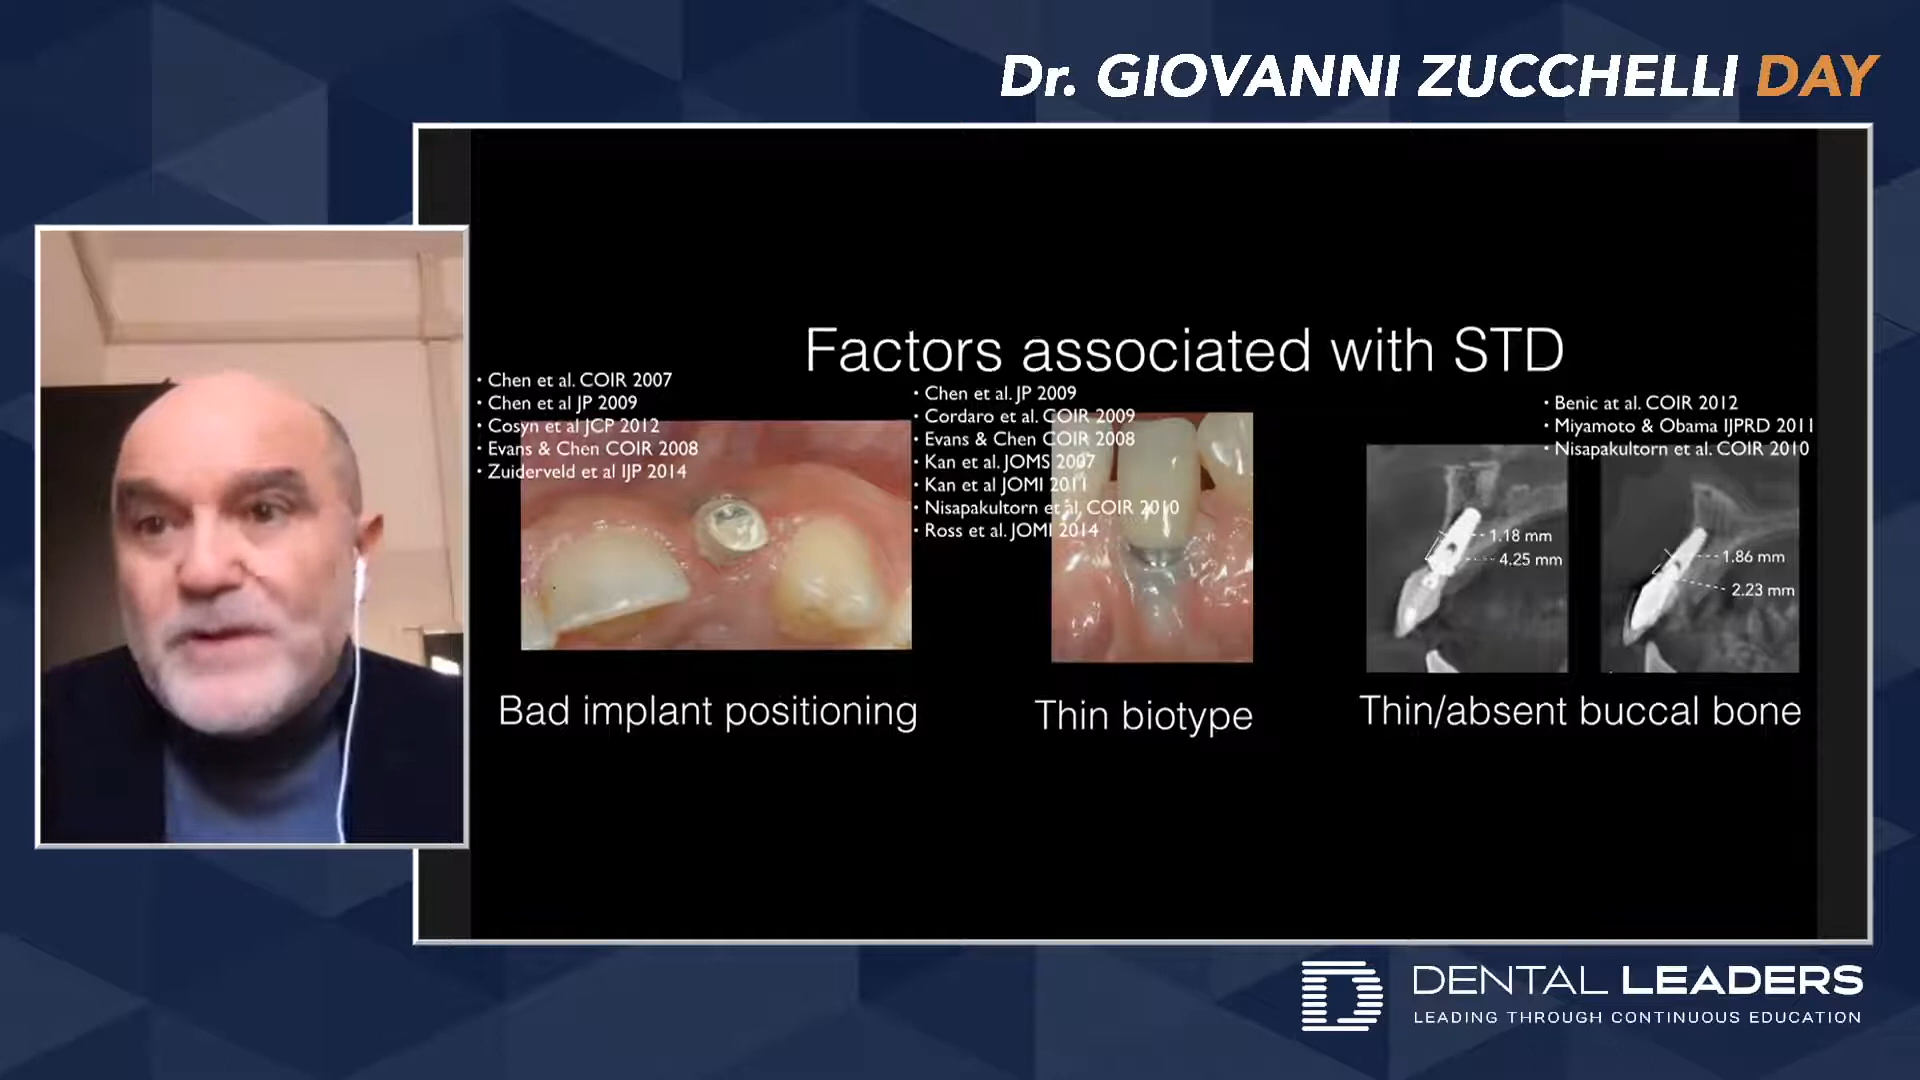 Dr. GIOVANNI ZUCCHELLI DAY
Factors associated with STD
• Chen et al. COIR 2007
• Chen et al JP 2009
• Cosyn et al JCP 2012
• Evans & Chen COIR 2008
• Zuiderveld et al IJP 2014
• Chen et al. JP 2009
• Cordaro et al. COIR 2009
• Evans & Chen COIR 2008
• Kan et al. JOMS 2007
• Kan et al JOMI 2011
• Nisapakultorn et al. COIR 2010
• Ross et al. JOMI 2014
• Benic at al. COIR 2012
• Miyamoto & Obama IJPRD 2011
• Nisapakultorn et al. COIR 2010
1.18 mm
4.25 mm
1.86 mm
2.23 mm
Bad implant positioning
Thin biotype
Thin/absent buccal bone
DENTAL LEADERS
LEADING THROUGH CONTINUOUS EDUCATION